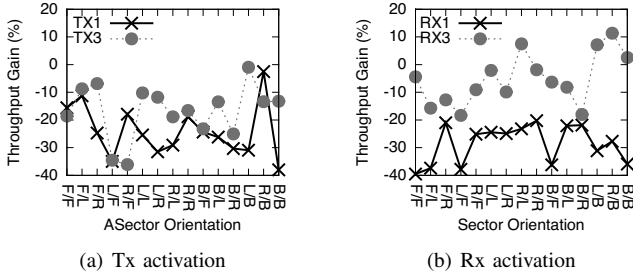 Throughput Gain (%)
20
10
0
-10
-20
-30
-40
TX1
TX3
F/F F/L F/R L/F R/F L/L L/R R/L R/R B/F B/L B/R L/B R/B B/B
ASector Orientation
(a) Tx activation
Throughput Gain (%)
20
10
0
-10
-20
-30
-40
RX1
RX3
F/F F/L F/R L/F R/F L/L L/R R/L R/R B/F B/L B/R L/B R/B B/B
Sector Orientation
(b) Rx activation